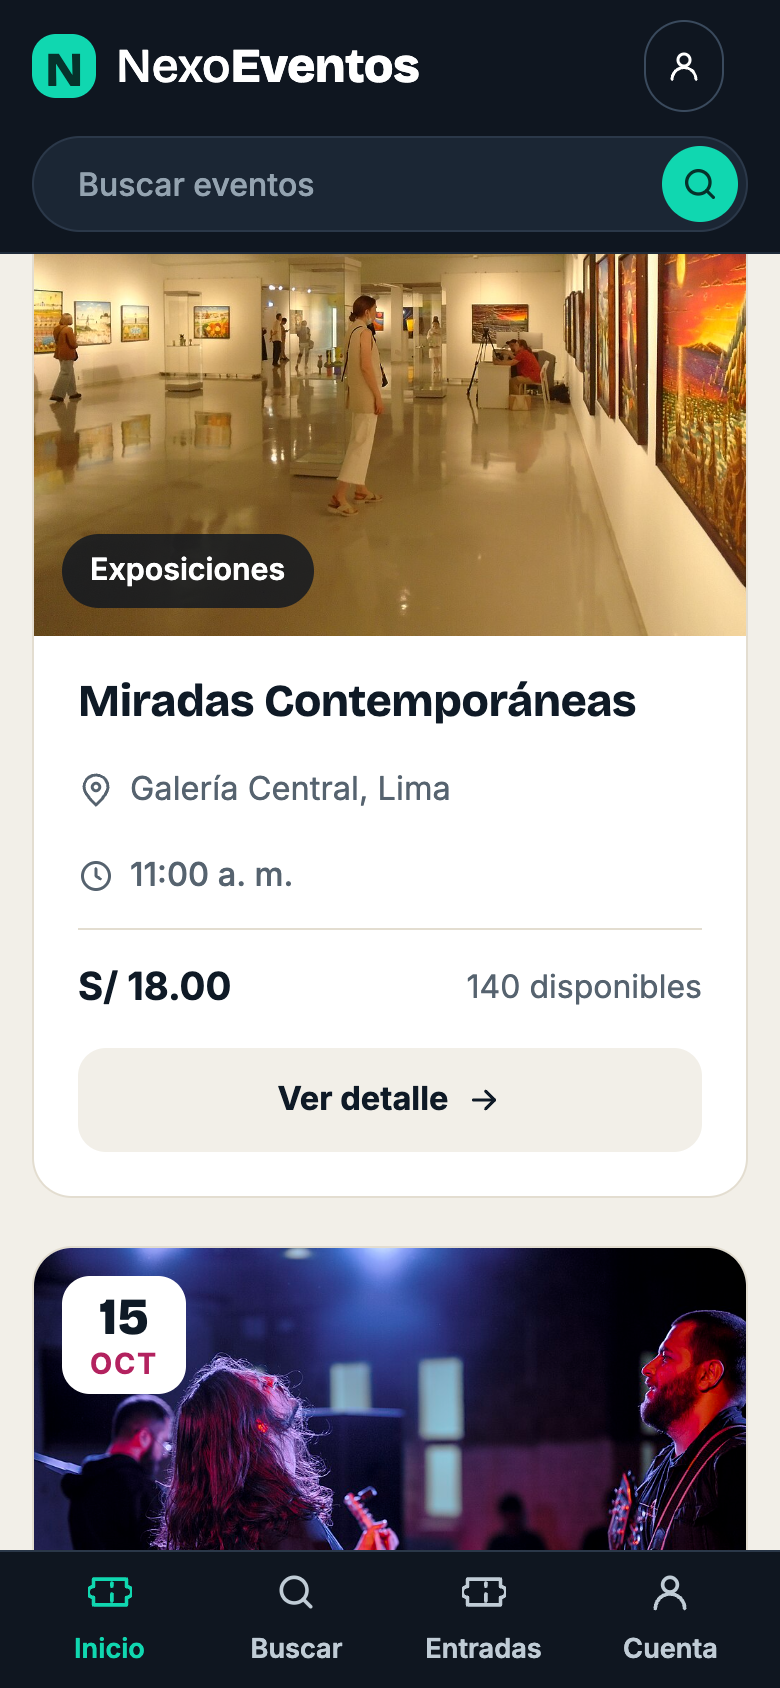 N NexoEventos
Buscar eventos
Exposiciones
Miradas Contemporáneas
Galería Central, Lima
11:00 a. m.
S/ 18.00 140 disponibles
Ver detalle →
15
OCT
Inicio Buscar Entradas Cuenta